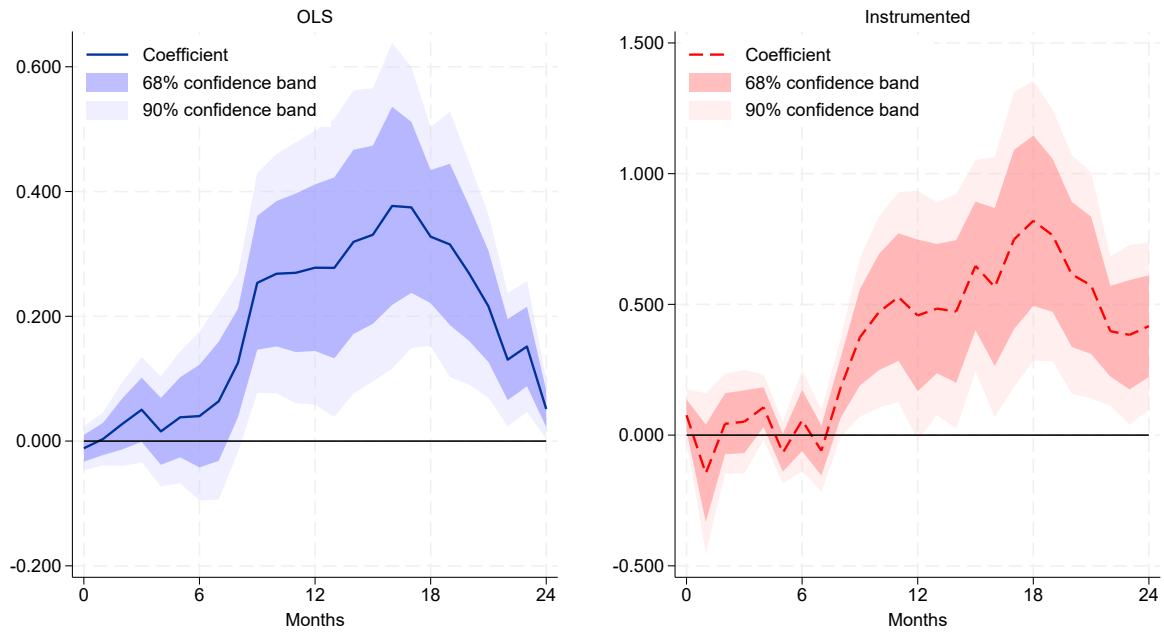 OLS
Coefficient
68% confidence band
90% confidence band
0.600
0.400
0.200
0.000
-0.200
0 6 12 18 24
Months
Instrumented
Coefficient
68% confidence band
90% confidence band
1.500
1.000
0.500
0.000
-0.500
0 6 12 18 24
Months